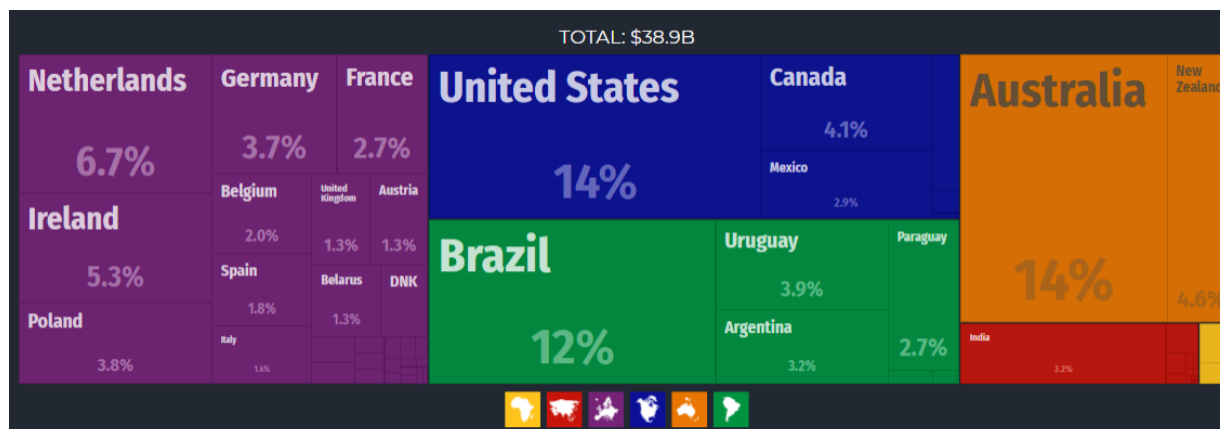 TOTAL: $38.9B
Netherlands
6.7%
Ireland
5.3%
Poland
3.8%
Germany
3.7%
France
2.7%
Belgium
2.0%
United
Kingdom
1.3%
Austria
1.3%
Spain
1.8%
Belarus
1.3%
DNK
Italy
1.4%
United States
14%
Canada
4.1%
Mexico
2.9%
Brazil
12%
Uruguay
3.9%
Argentina
3.2%
Paraguay
2.7%
Australia
14%
New
Zealand
4.6%
India
3.2%